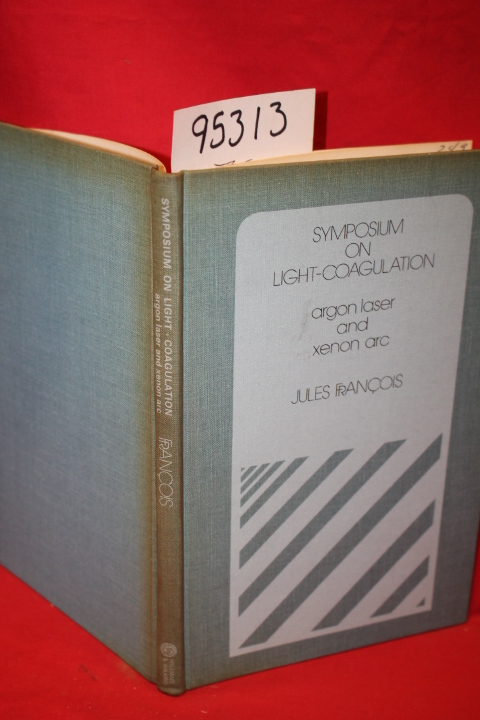 95313
SYMPOSIUM
ON
LIGHT-COAGULATION
argon laser
and
xenon arc
JULES FRANÇOIS
SYMPOSIUM ON LIGHT-COAGULATION
argon laser and xenon arc
FRANÇOIS